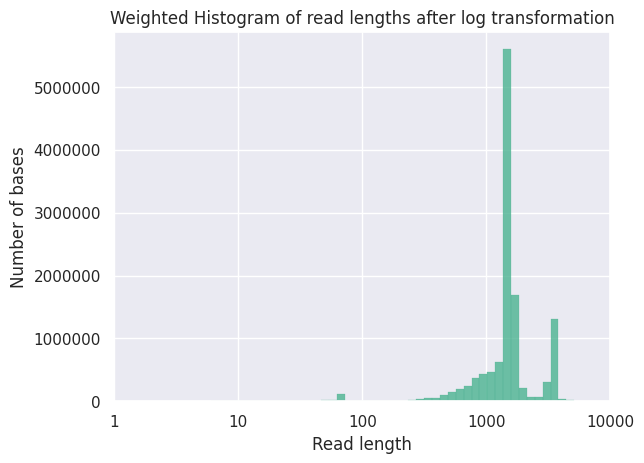 Weighted Histogram of read lengths after log transformation
Number of bases
5000000
4000000
3000000
2000000
1000000
0
1 10 100 1000 10000
Read length